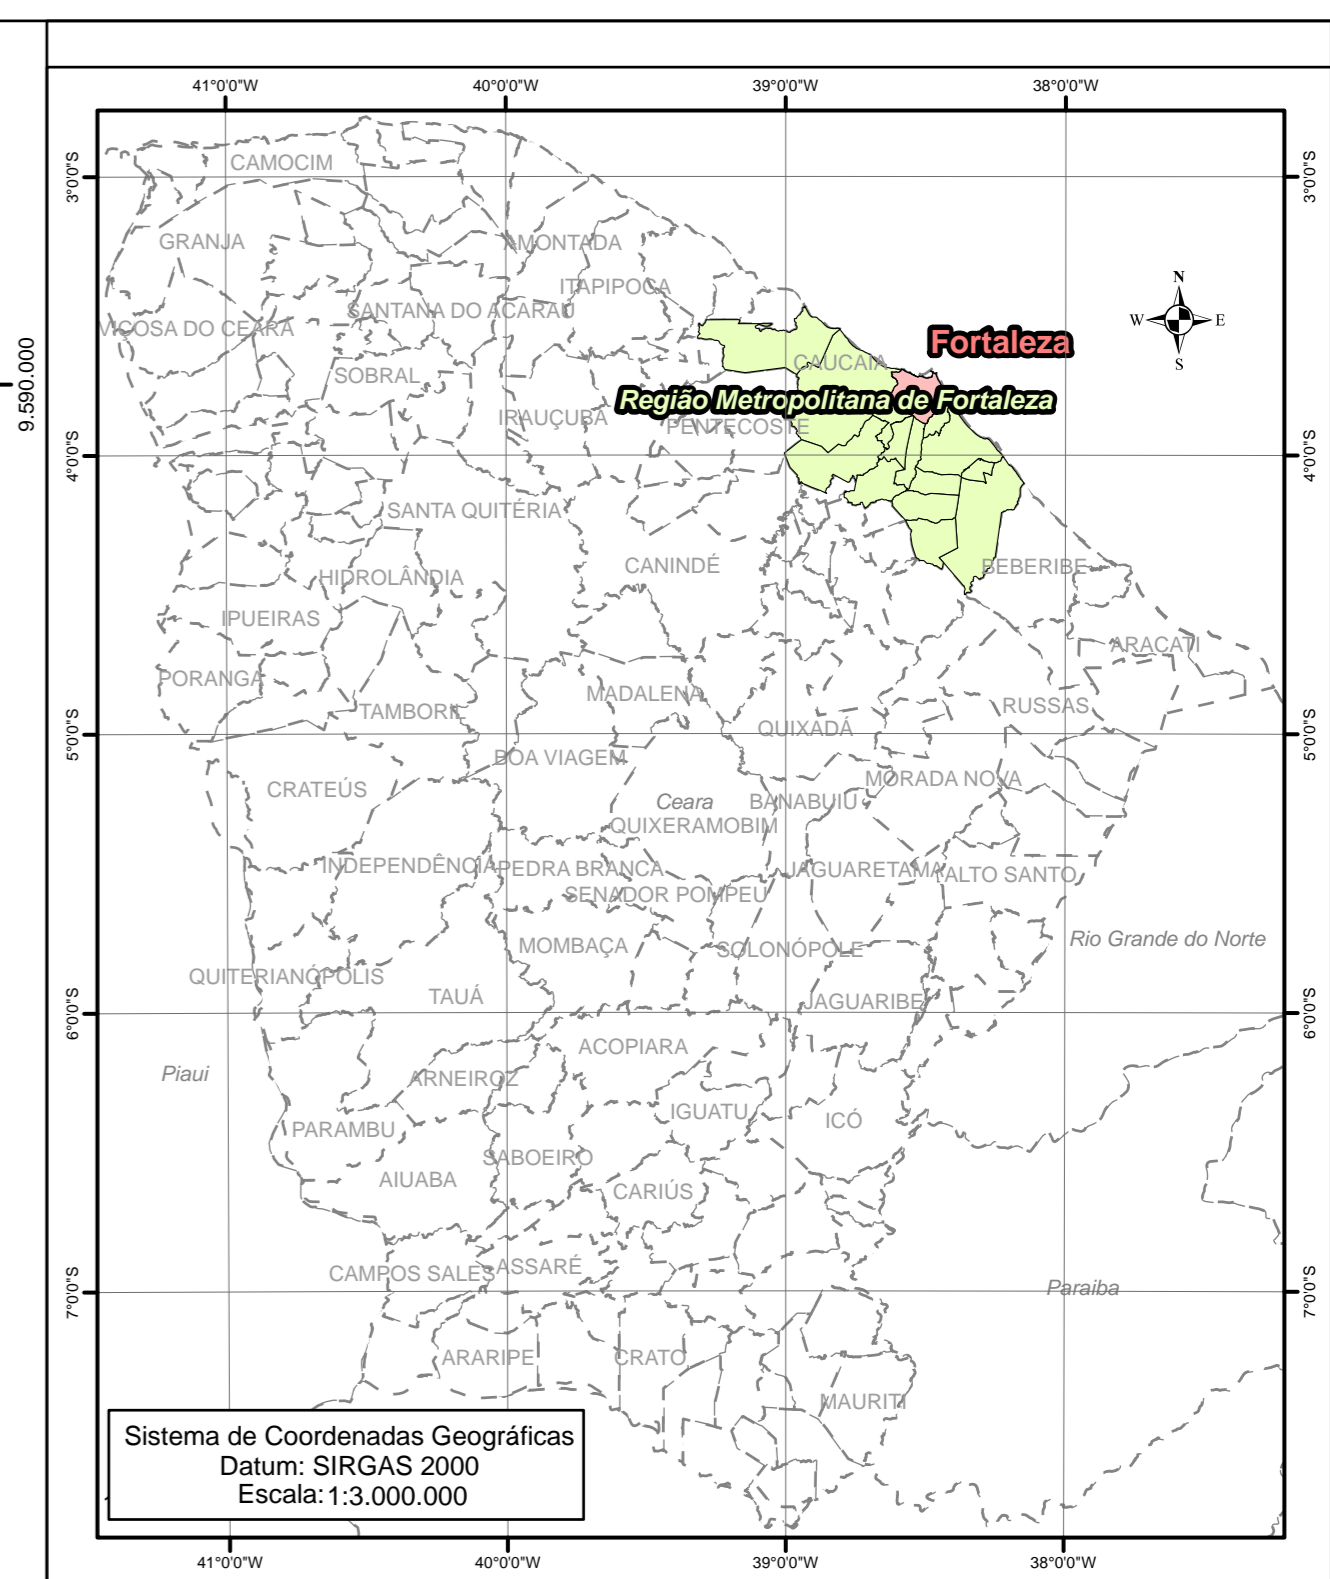 41°0'0"W
40°0'0"W
39°0'0"W
38°0'0"W
3°0'0"S
3°0'0"S
CAMOCIM
GRANJA
AMONTADA
ITAPIPOCA
N
SANTANA DO ACARAÚ
VIÇOSA DO CEARÁ
W
E
Fortaleza
S
CAUCAIA
SOBRAL
9.590.000
Região Metropolitana de Fortaleza
IRAUÇUBA
PENTECOSTE
4°0'0"S
4°0'0"S
SANTA QUITÉRIA
CANINDÉ
BEBERIBE
HIDROLÂNDIA
IPUEIRAS
ARACATI
PORANGA
MADALENA
RUSSAS
TAMBORIL
QUIXADÁ
5°0'0"S
5°0'0"S
BOA VIAGEM
MORADA NOVA
CRATEÚS
Ceara
BANABUIÚ
QUIXERAMOBIM
INDEPENDÊNCIA
PEDRA BRANCA
JAGUARETAMA
ALTO SANTO
SENADOR POMPEU
Rio Grande do Norte
MOMBAÇA
SOLONÓPOLE
QUITERIANÓPOLIS
TAUÁ
JAGUARIBE
6°0'0"S
6°0'0"S
ACOPIARA
Piaui
ARNEIROZ
IGUATU
ICÓ
PARAMBU
SABOEIRO
AIUABA
CARIÚS
ASSARÉ
CAMPOS SALES
Paraiba
7°0'0"S
7°0'0"S
ARARIPE
CRATO
MAURITI
Sistema de Coordenadas Geográficas
Datum: SIRGAS 2000
Escala:1:3.000.000
41°0'0"W
40°0'0"W
39°0'0"W
38°0'0"W